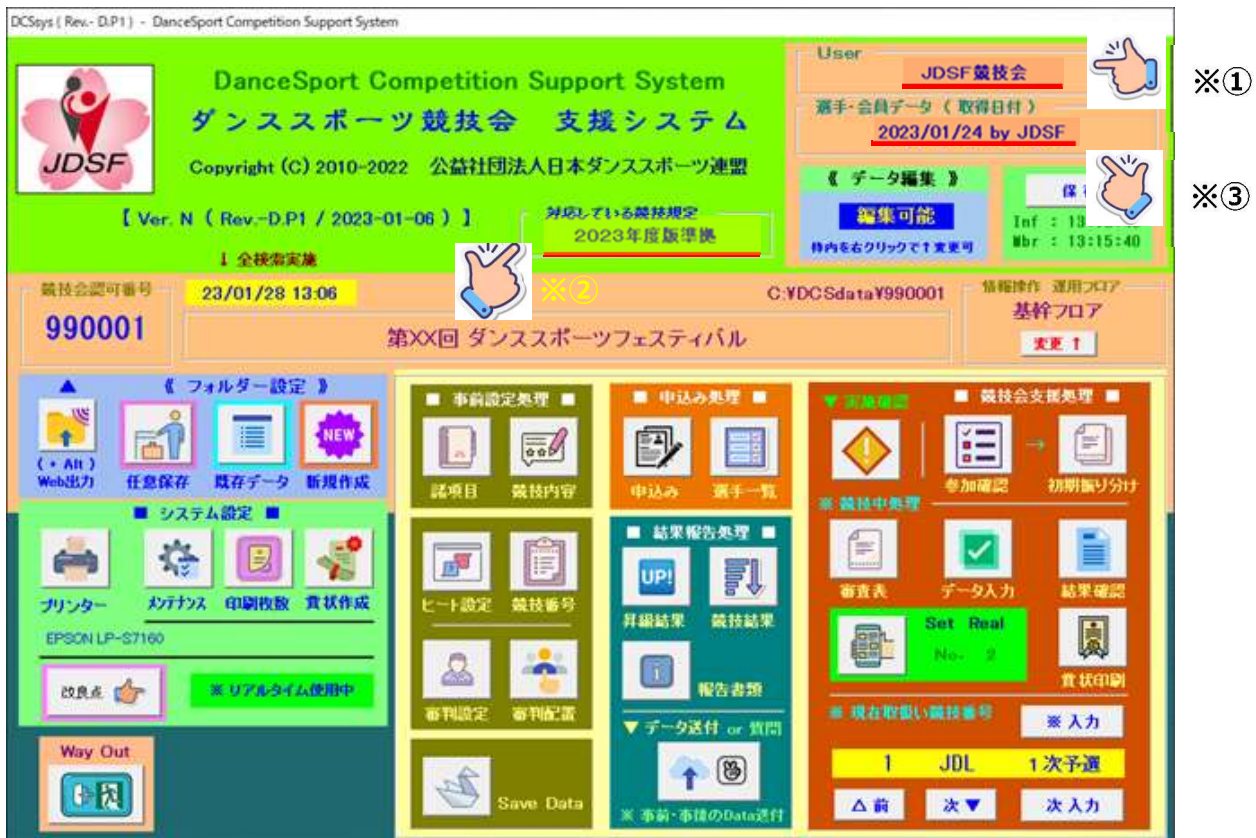 DCSsys ( Rev.- D.P1 ) - DanceSport Competition Support System
JDSF
DanceSport Competition Support System
ダンススポーツ競技会 支援システム
Copyright (C) 2010-2022 公益社団法人日本ダンススポーツ連盟
【 Ver. N ( Rev.-D.P1 / 2023-01-06 ) 】
対応している競技規定
2023年度版準拠
↓ 全検索実施
User
JDSF競技会
※①
選手・会員データ ( 取得日付 )
2023/01/24 by JDSF
《 データ編集 》
編集可能
枠内を右クリックで↑変更可
保
Inf : 13
Mbr : 13:15:40
※③
※②
競技会認可番号
990001
23/01/28 13:06
C:¥DCSdata¥990001
第XX回 ダンススポーツフェスティバル
情報操作 運用フロア
基幹フロア
変更 ↑
▲ 《 フォルダー設定 》
( + Alt )
Web出力
任意保存
既存データ
NEW
新規作成
■ システム設定 ■
プリンター
メンテナンス
印刷枚数
賞状作成
EPSON LP-S7160
改良点
※ リアルタイム使用中
Way Out
■ 事前設定処理 ■
諸項目
競技内容
ヒート設定
競技番号
審判設定
審判配置
Save Data
■ 申込み処理 ■
申込み
選手一覧
■ 結果報告処理 ■
UP!
昇級結果
競技結果
報告書類
▼ データ送付 or 質問
※ 事前・事後のData送付
▼ 実施確認
■ 競技会支援処理 ■
→
参加確認
初期振り分け
※ 競技中処理
審査表
データ入力
結果確認
Set Real
No. 2
賞状印刷
※ 現在取扱い競技番号
※ 入力
1 JDL 1次予選
△ 前
次 ▼
次 入力